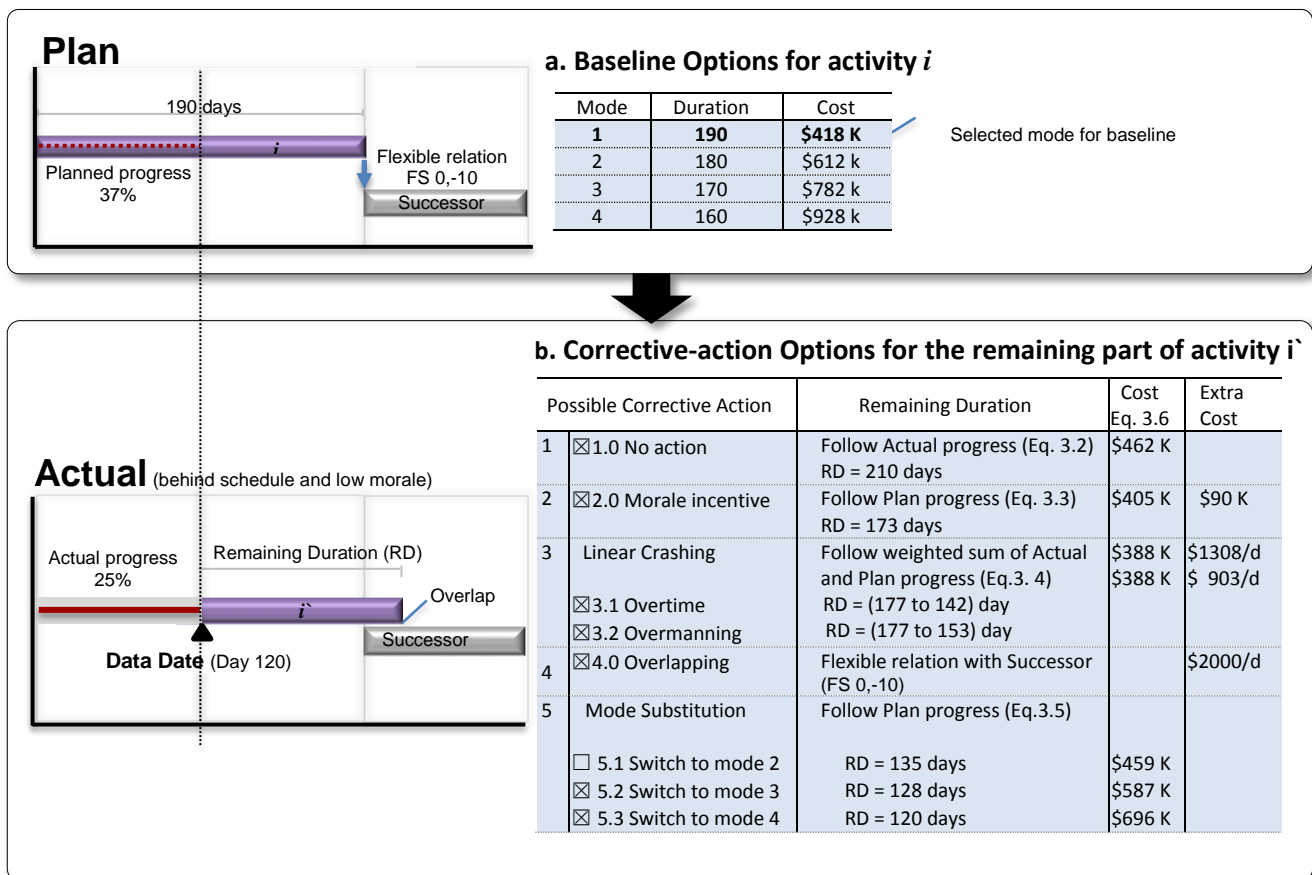 Plan
190 days
i
Planned progress
37%
Flexible relation
FS 0,-10
Successor
a. Baseline Options for activity i
Mode Duration Cost
1 190 $418 K
2 180 $612 k
3 170 $782 k
4 160 $928 k
Selected mode for baseline
Actual (behind schedule and low morale)
Actual progress
25%
Remaining Duration (RD)
i`
Overlap
Successor
Data Date (Day 120)
b. Corrective-action Options for the remaining part of activity i`
Possible Corrective Action Remaining Duration Cost Eq. 3.6 Extra Cost
1 ☒1.0 No action Follow Actual progress (Eq. 3.2) $462 K
RD = 210 days
2 ☒2.0 Morale incentive Follow Plan progress (Eq. 3.3) $405 K $90 K
RD = 173 days
3 Linear Crashing Follow weighted sum of Actual $388 K $1308/d
and Plan progress (Eq.3. 4) $388 K $ 903/d
☒3.1 Overtime RD = (177 to 142) day
☒3.2 Overmanning RD = (177 to 153) day
4 ☒4.0 Overlapping Flexible relation with Successor $2000/d
(FS 0,-10)
5 Mode Substitution Follow Plan progress (Eq.3.5)
☐ 5.1 Switch to mode 2 RD = 135 days $459 K
☒ 5.2 Switch to mode 3 RD = 128 days $587 K
☒ 5.3 Switch to mode 4 RD = 120 days $696 K